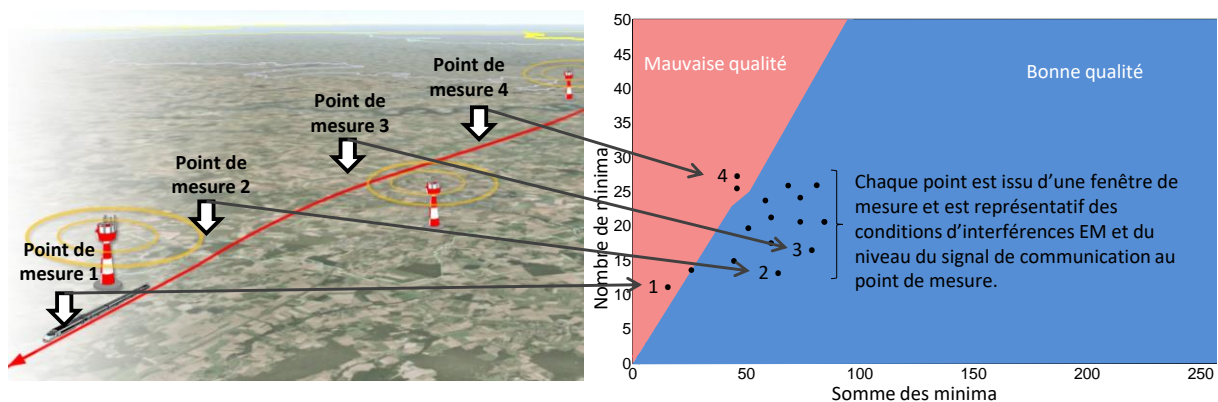 Point de
mesure 4
Point de
mesure 3
Point de
mesure 2
Point de
mesure 1
50
45
40
35
30
25
20
15
10
5
0
Nombre de minima
Mauvaise qualité
Bonne qualité
4
3
2
1
Chaque point est issu d’une fenêtre de
mesure et est représentatif des
conditions d’interférences EM et du
niveau du signal de communication au
point de mesure.
0
50
100
150
200
250
Somme des minima